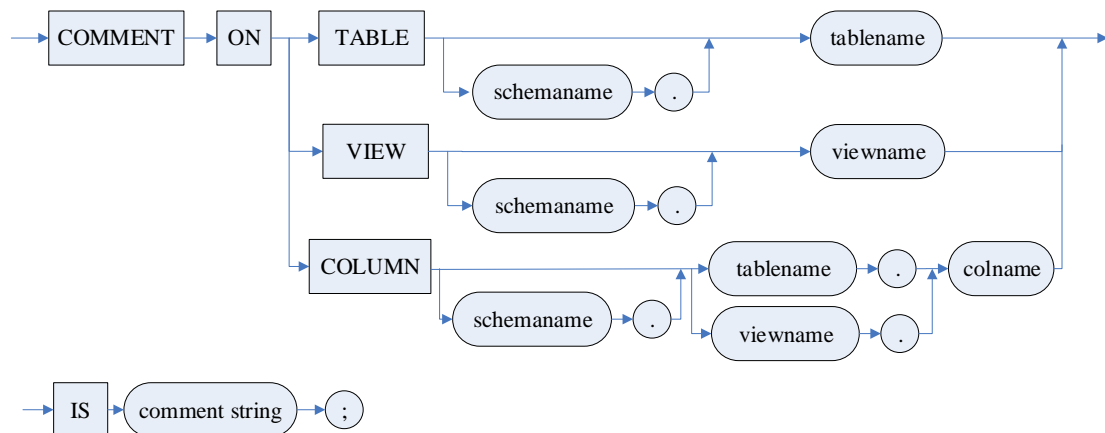 COMMENT ON TABLE tablename
schemaname .
VIEW viewname
schemaname .
COLUMN tablename . colname
schemaname . viewname .
IS comment string ;